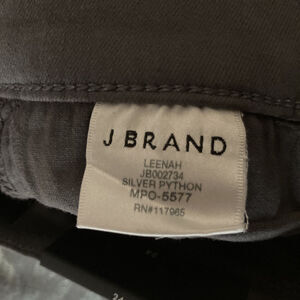 J BRAND
LEENAH
JB002734
SILVER PYTHON
MPO-5577
RN#117965